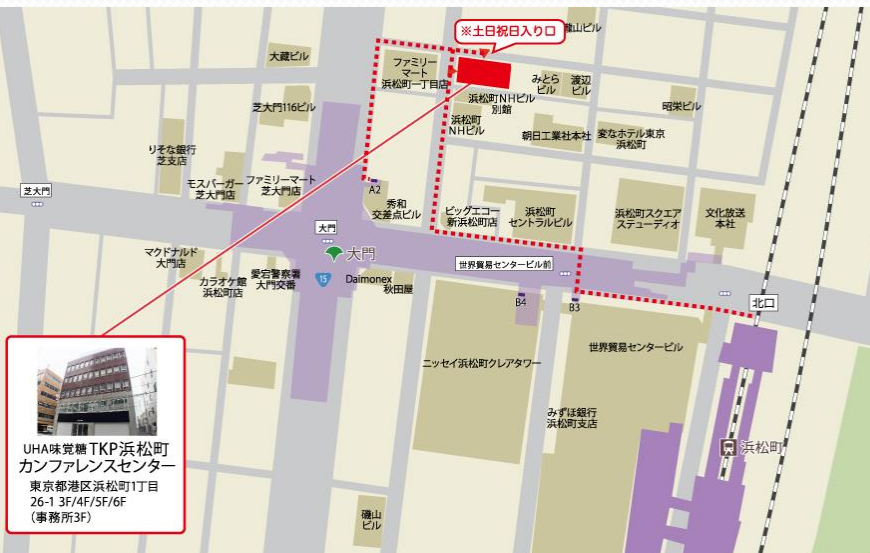 ※土日祝日入り口
龍山ビル
大蔵ビル
ファミリー
マート
浜松町一丁目店
みとら
ビル
渡辺
ビル
浜松町NHビル
別館
昭栄ビル
芝大門116ビル
浜松町
NHビル
朝日工業社本社
変なホテル東京
浜松町
りそな銀行
芝支店
モスバーガー
芝大門店
ファミリーマート
芝大門店
A2
芝大門
秀和
交差点ビル
ビッグエコー
新浜松町店
浜松町
セントラルビル
浜松町スクエア
ステューディオ
文化放送
本社
大門
大門
マクドナルド
大門店
世界貿易センタービル前
カラオケ館
浜松町店
愛宕警察署
大門交番
15
Daimonex
秋田屋
B4
B3
北口
世界貿易センタービル
ニッセイ浜松町クレアタワー
みずほ銀行
浜松町支店
浜松町
UHA味覚糖 TKP浜松町
カンファレンスセンター
東京都港区浜松町1丁目
26-1 3F/4F/5F/6F
(事務所3F)
磯山
ビル